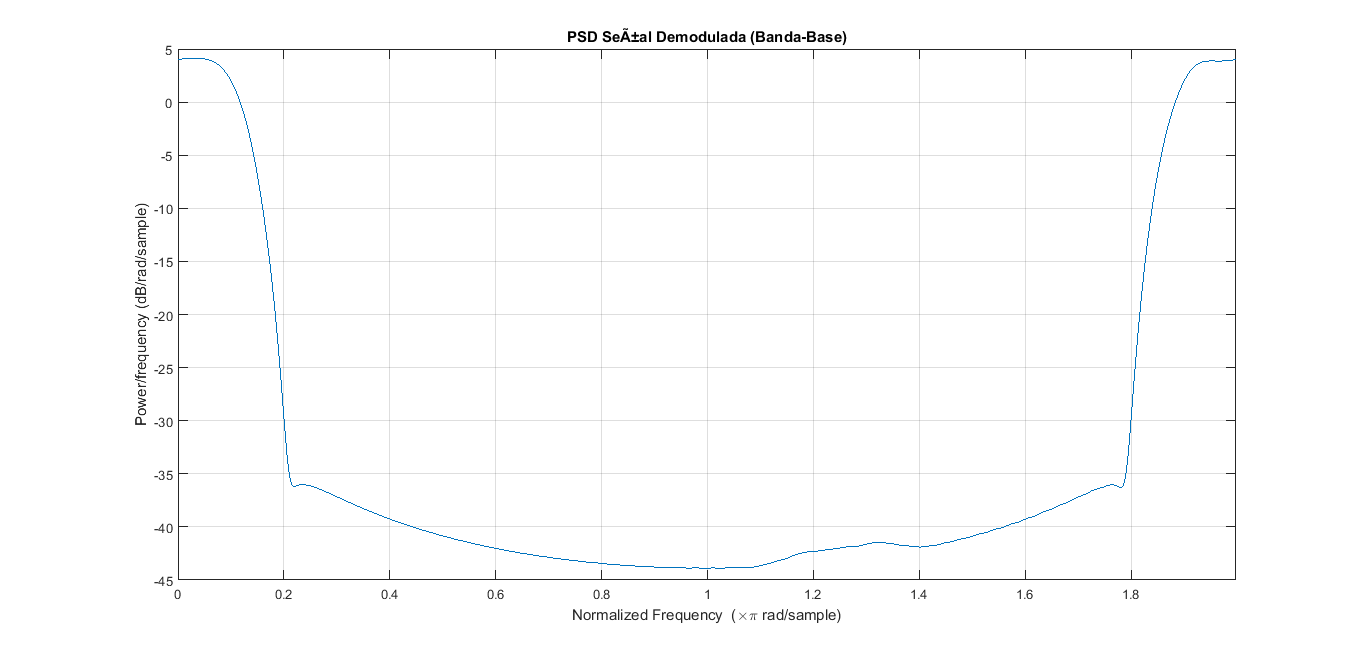 PSD SeÃ±al Demodulada (Banda-Base)
5
0
-5
-10
-15
-20
-25
-30
-35
-40
-45
Power/frequency (dB/rad/sample)
0 0.2 0.4 0.6 0.8 1 1.2 1.4 1.6 1.8
Normalized Frequency (×π rad/sample)